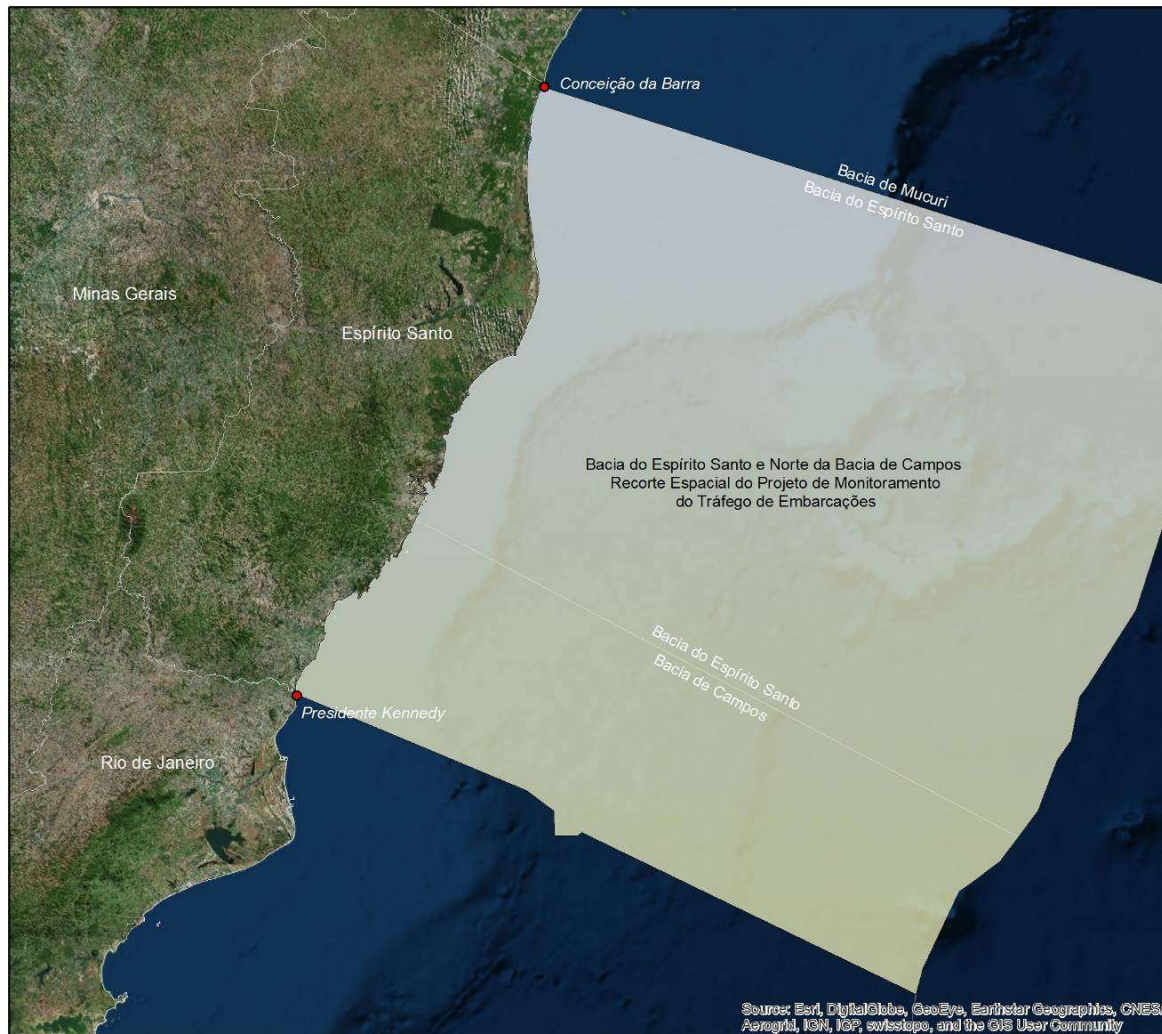 Conceição da Barra
Bacia de Mucuri
Bacia do Espírito Santo
Minas Gerais
Espírito Santo
Bacia do Espírito Santo e Norte da Bacia de Campos
Recorte Espacial do Projeto de Monitoramento
do Tráfego de Embarcações
Bacia do Espírito Santo
Bacia de Campos
Presidente Kennedy
Rio de Janeiro
Source: Esri, DigitalGlobe, GeoEye, Earthstar Geographics, CNES/
Aerogrid, IGN, IGP, swisstopo, and the GIS User Community